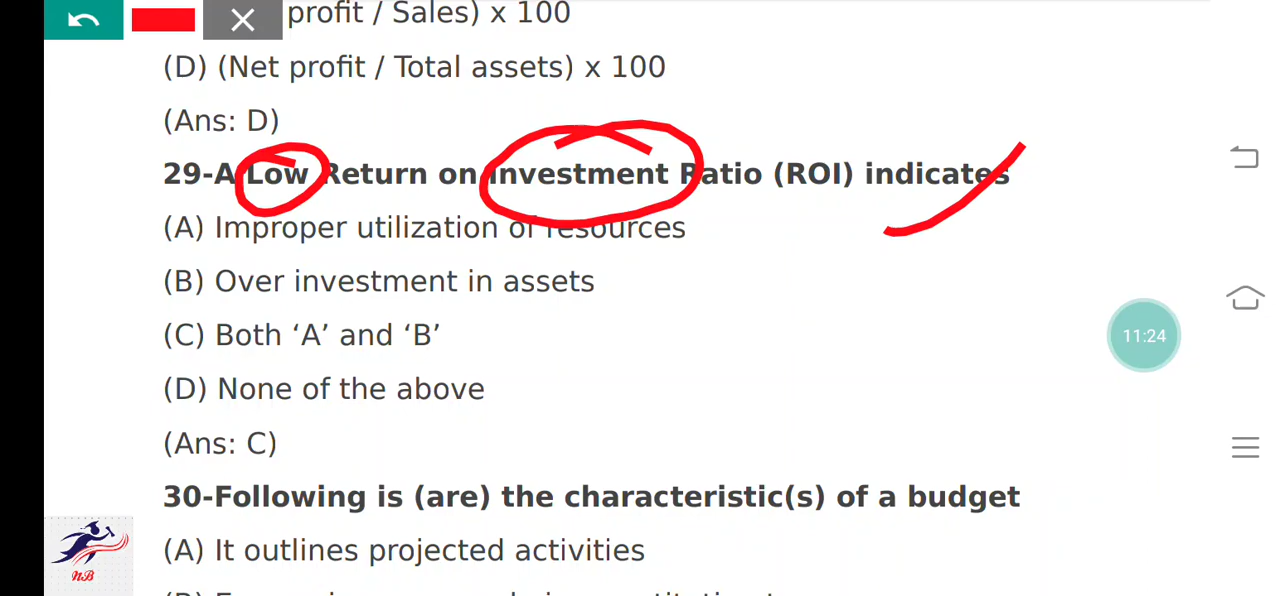 profit / Sales) x 100
(D) (Net profit / Total assets) x 100
(Ans: D)
29-A Low Return on Investment Ratio (ROI) indicates
(A) Improper utilization of resources
(B) Over investment in assets
(C) Both ‘A’ and ‘B’
11:24
(D) None of the above
(Ans: C)
30-Following is (are) the characteristic(s) of a budget
(A) It outlines projected activities
NB